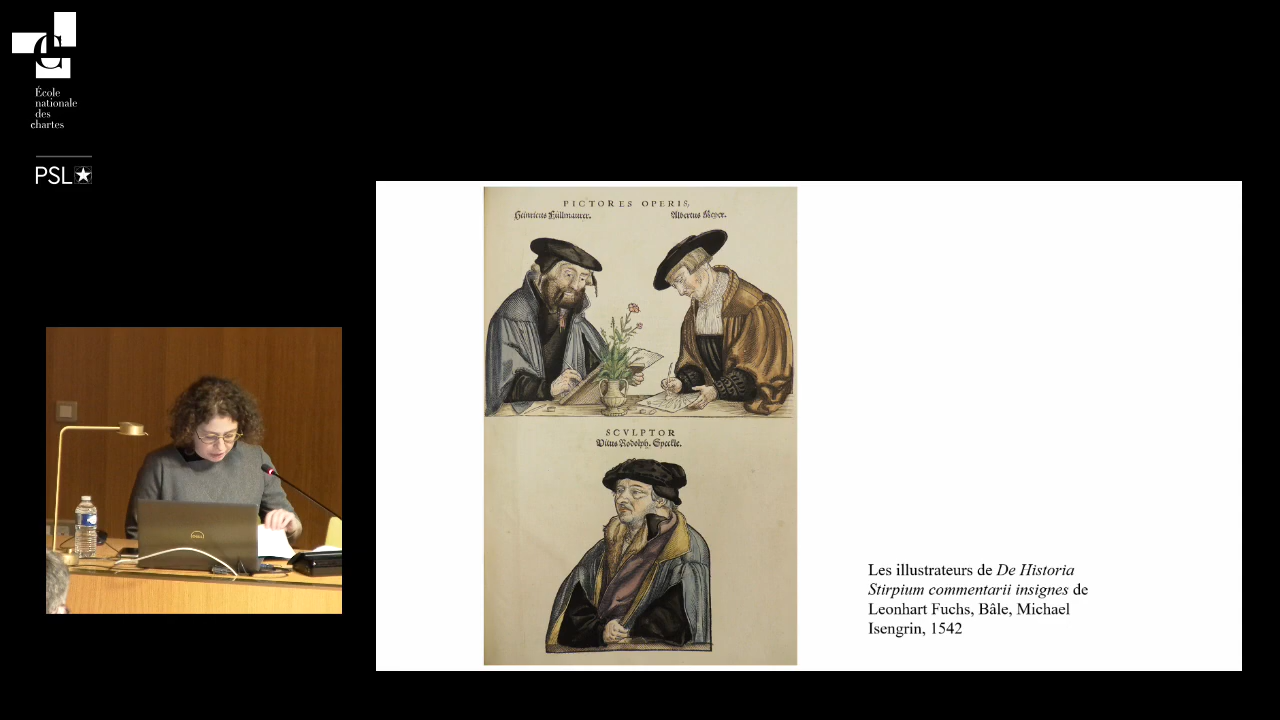 École
nationale
des
chartes
PSL
PICTORES OPERIS,
Heinricus Füllmaurer.
Albertus Meyer.
SCVLPTOR
Vitus Rodolph. Speckle.
Les illustrateurs de De Historia
Stirpium commentarii insignes de
Leonhart Fuchs, Bâle, Michael
Isengrin, 1542